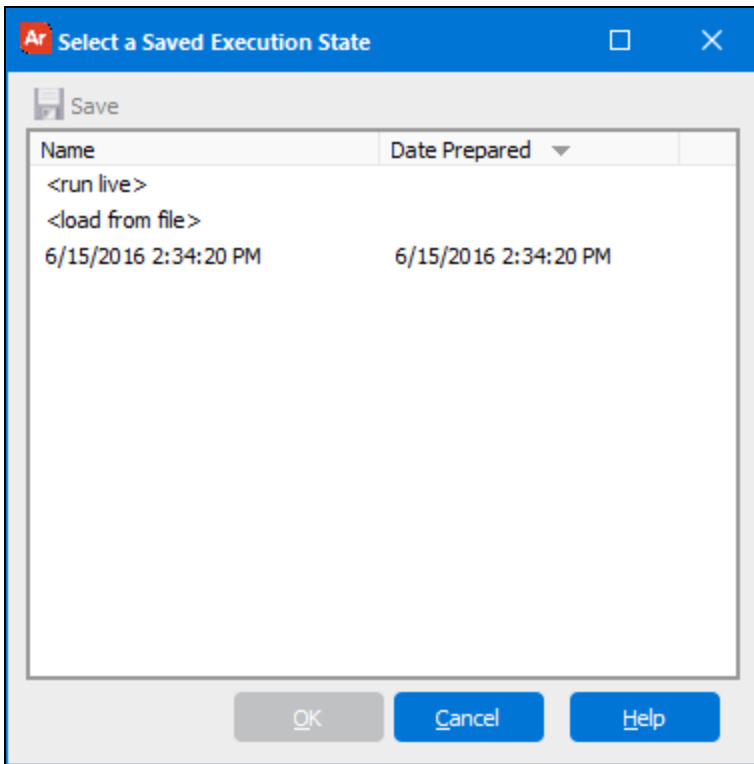 Ar Select a Saved Execution State
Save
Name Date Prepared
<run live>
<load from file>
6/15/2016 2:34:20 PM 6/15/2016 2:34:20 PM
OK Cancel Help